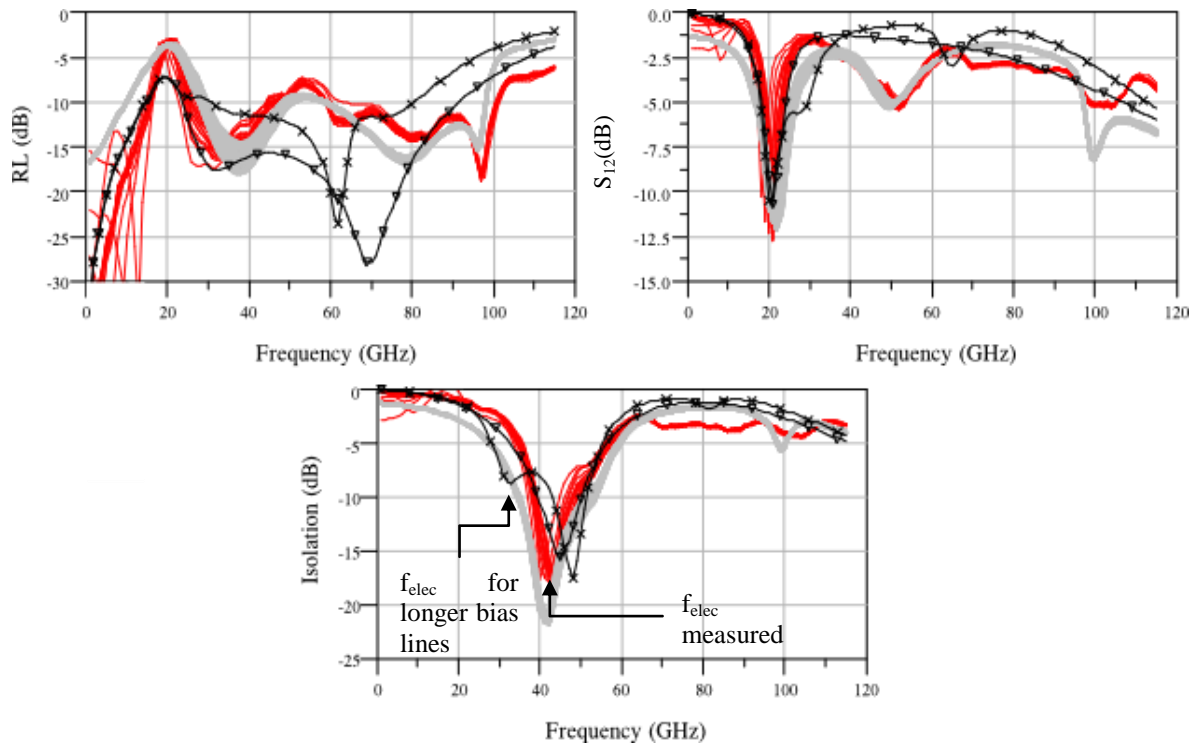 0
-5
-10
-15
-20
-25
-30
RL (dB)
0 20 40 60 80 100 120
Frequency (GHz)
0.0
-2.5
-5.0
-7.5
-10.0
-12.5
-15.0
S12(dB)
0 20 40 60 80 100 120
Frequency (GHz)
0
-5
-10
-15
-20
-25
Isolation (dB)
felec for
longer bias
lines
felec
measured
0 20 40 60 80 100 120
Frequency (GHz)